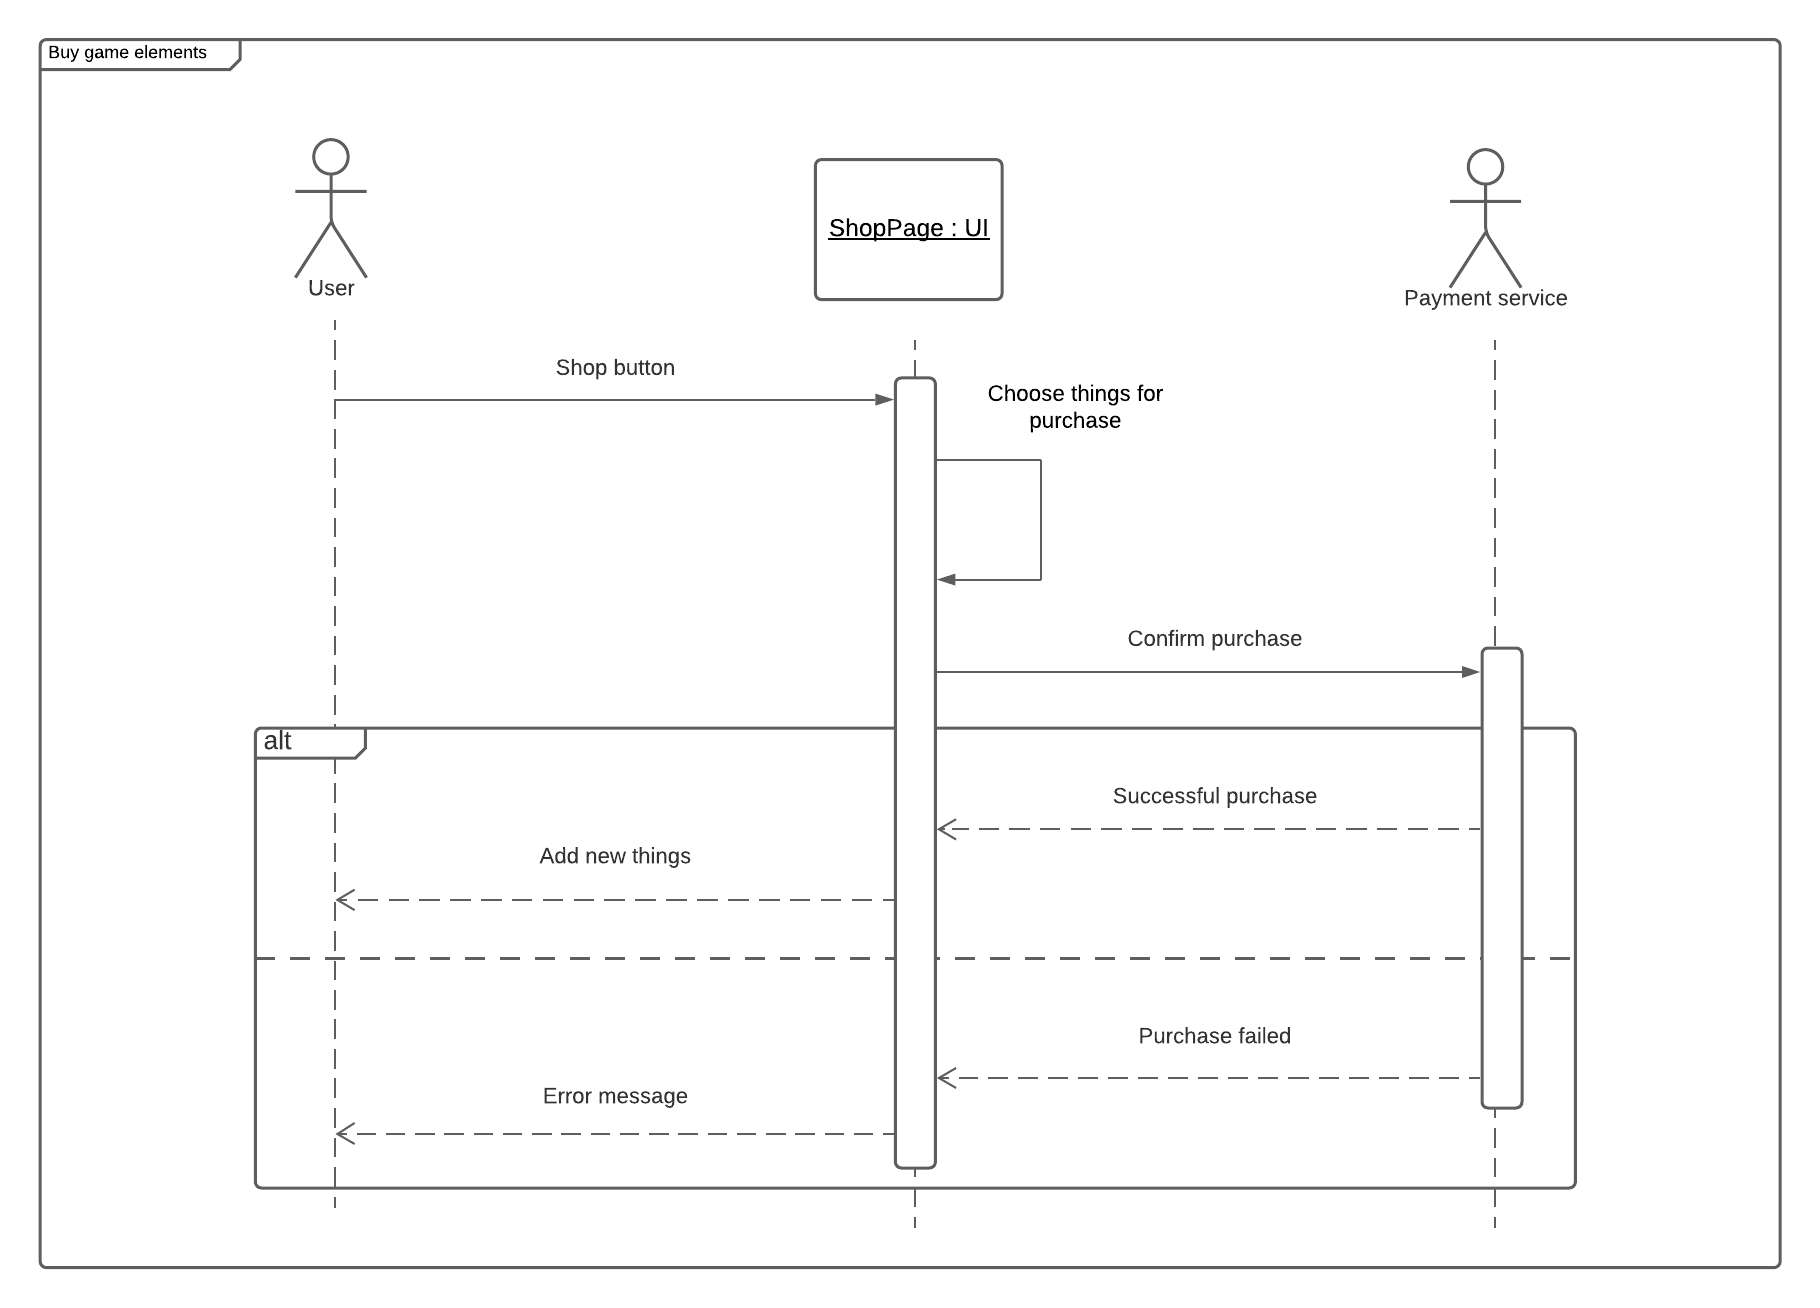 Buy game elements
User
ShopPage : UI
Payment service
Shop button
Choose things for
purchase
Confirm purchase
alt
Successful purchase
Add new things
Purchase failed
Error message